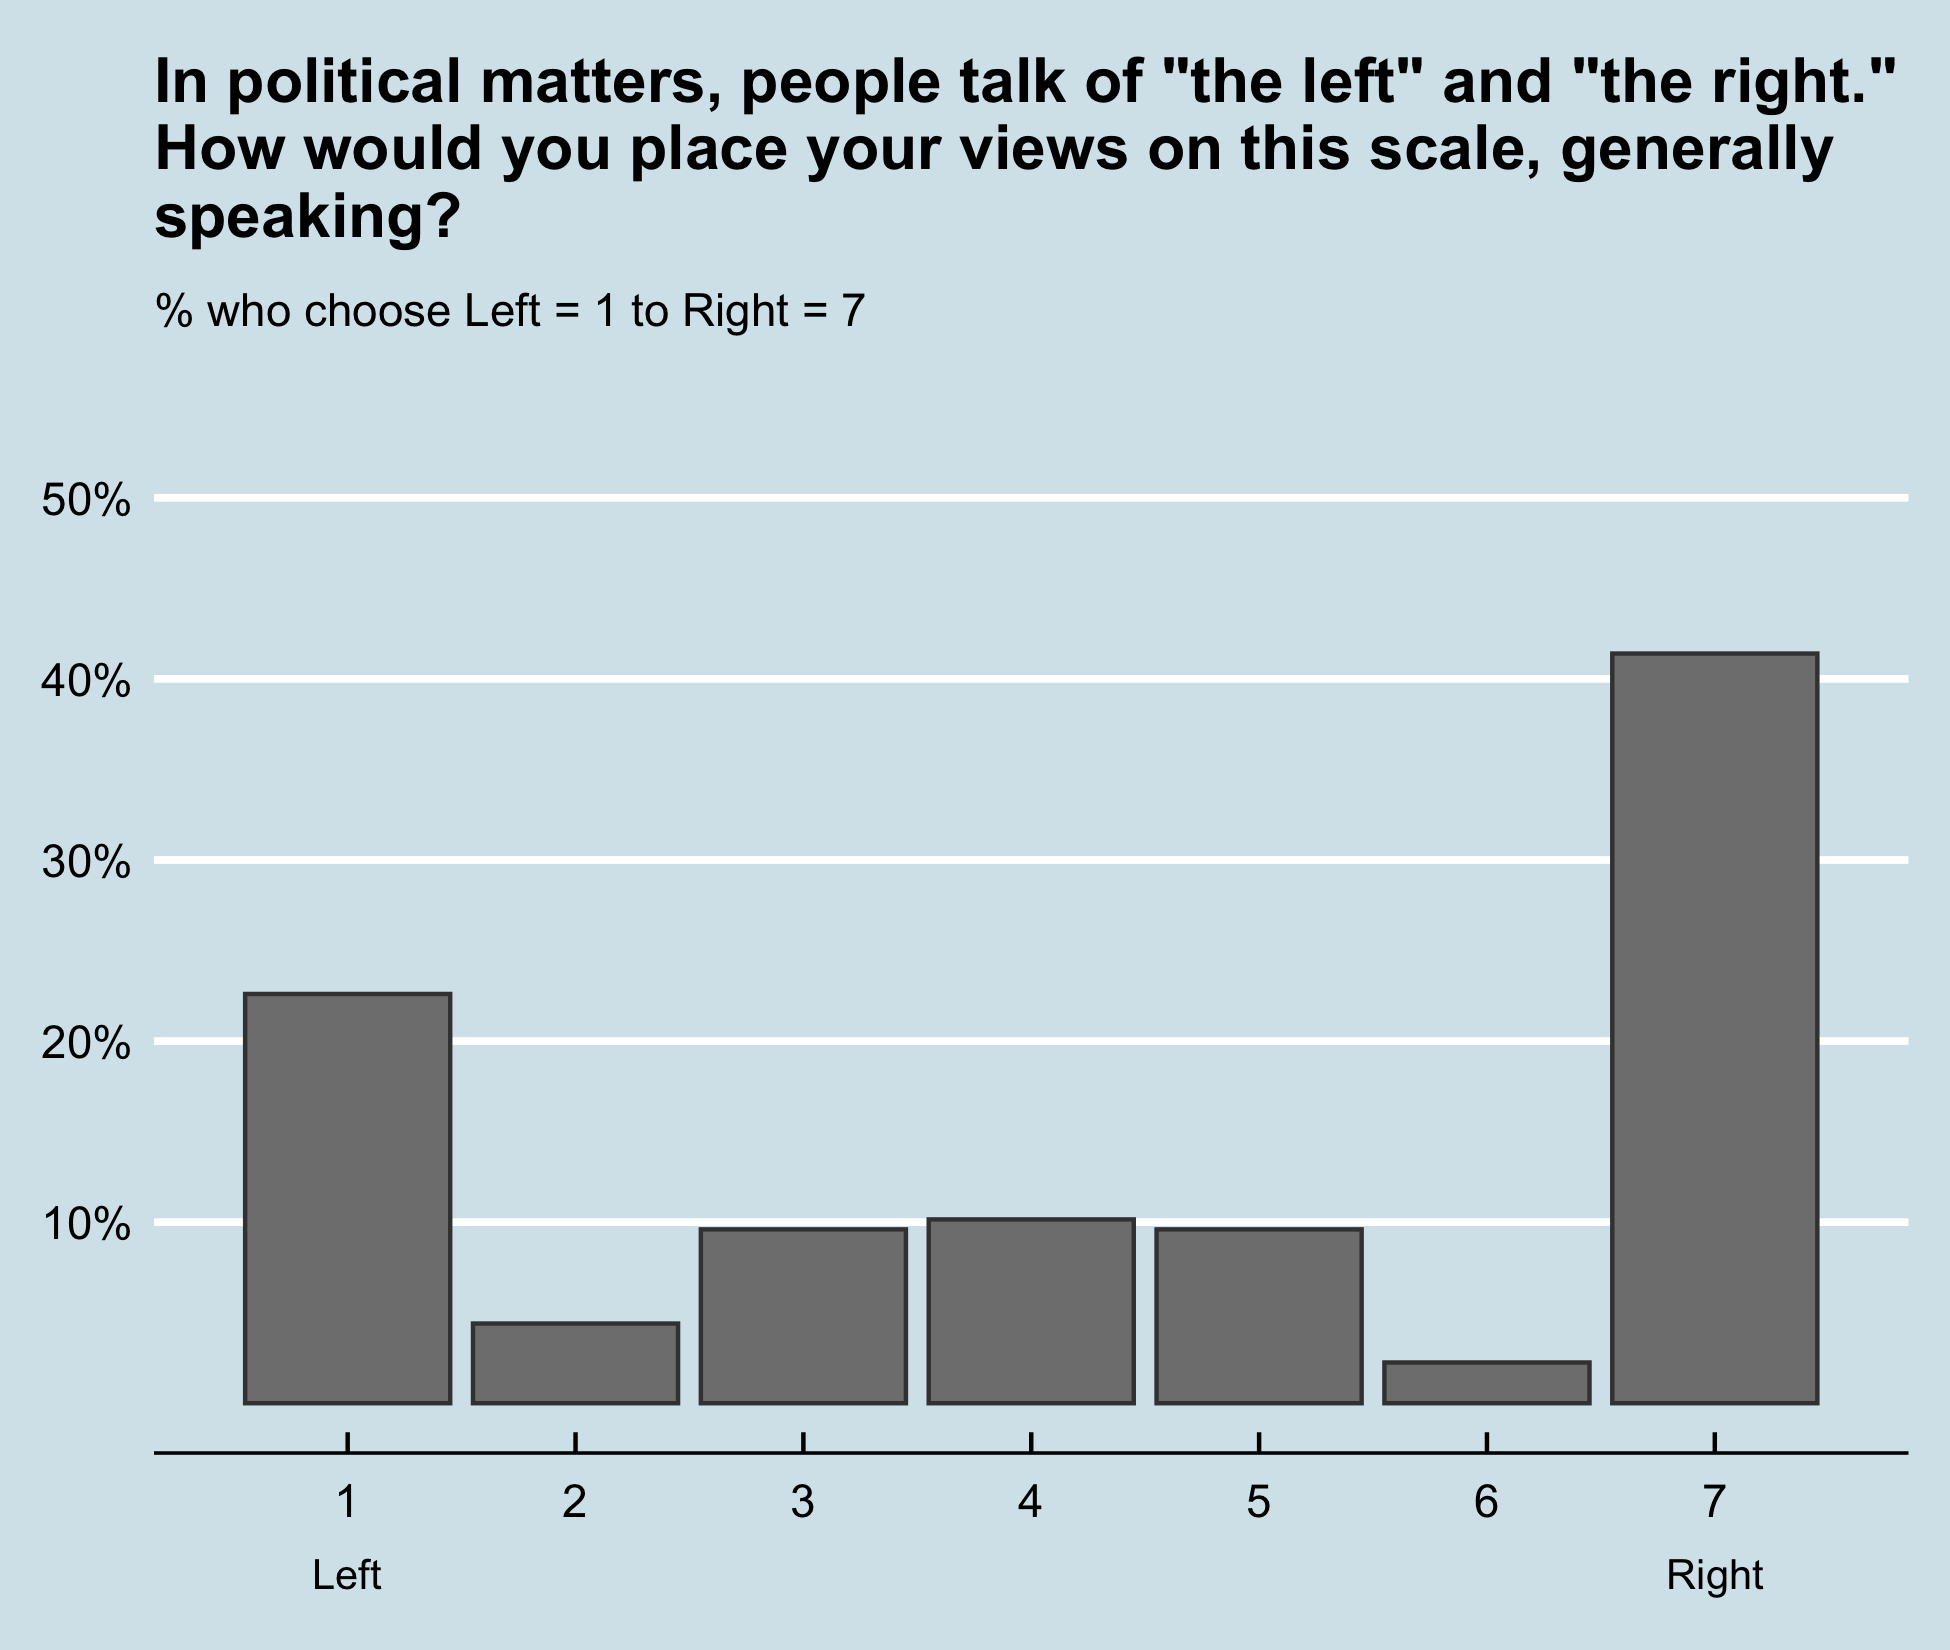 In political matters, people talk of "the left" and "the right."
How would you place your views on this scale, generally
speaking?
% who choose Left = 1 to Right = 7
50%
40%
30%
20%
10%
1 2 3 4 5 6 7
Left Right